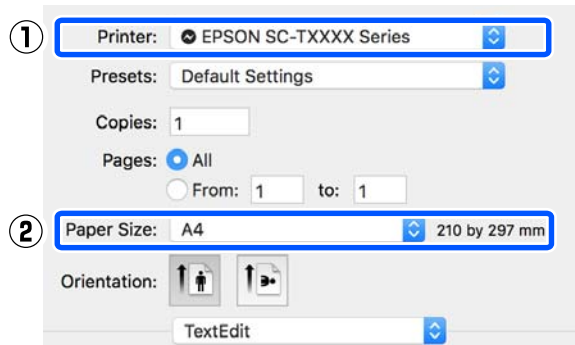 ① Printer: EPSON SC-TXXXX Series
Presets: Default Settings
Copies: 1
Pages: All
From: 1 to: 1
② Paper Size: A4 210 by 297 mm
Orientation:
TextEdit